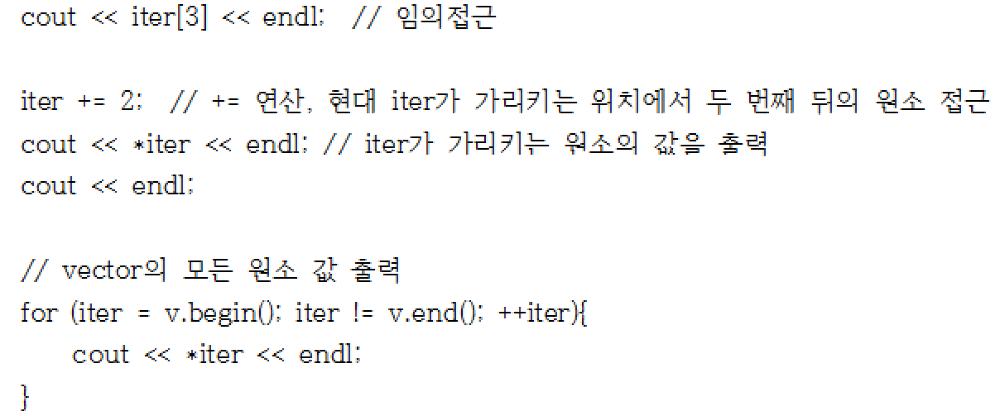 cout << iter[3] << endl;  // 임의접근
iter += 2;  // += 연산, 현대 iter가 가리키는 위치에서 두 번째 뒤의 원소 접근
cout << *iter << endl; // iter가 가리키는 원소의 값을 출력
cout << endl;
// vector의 모든 원소 값 출력
for (iter = v.begin(); iter != v.end(); ++iter){
    cout << *iter << endl;
}